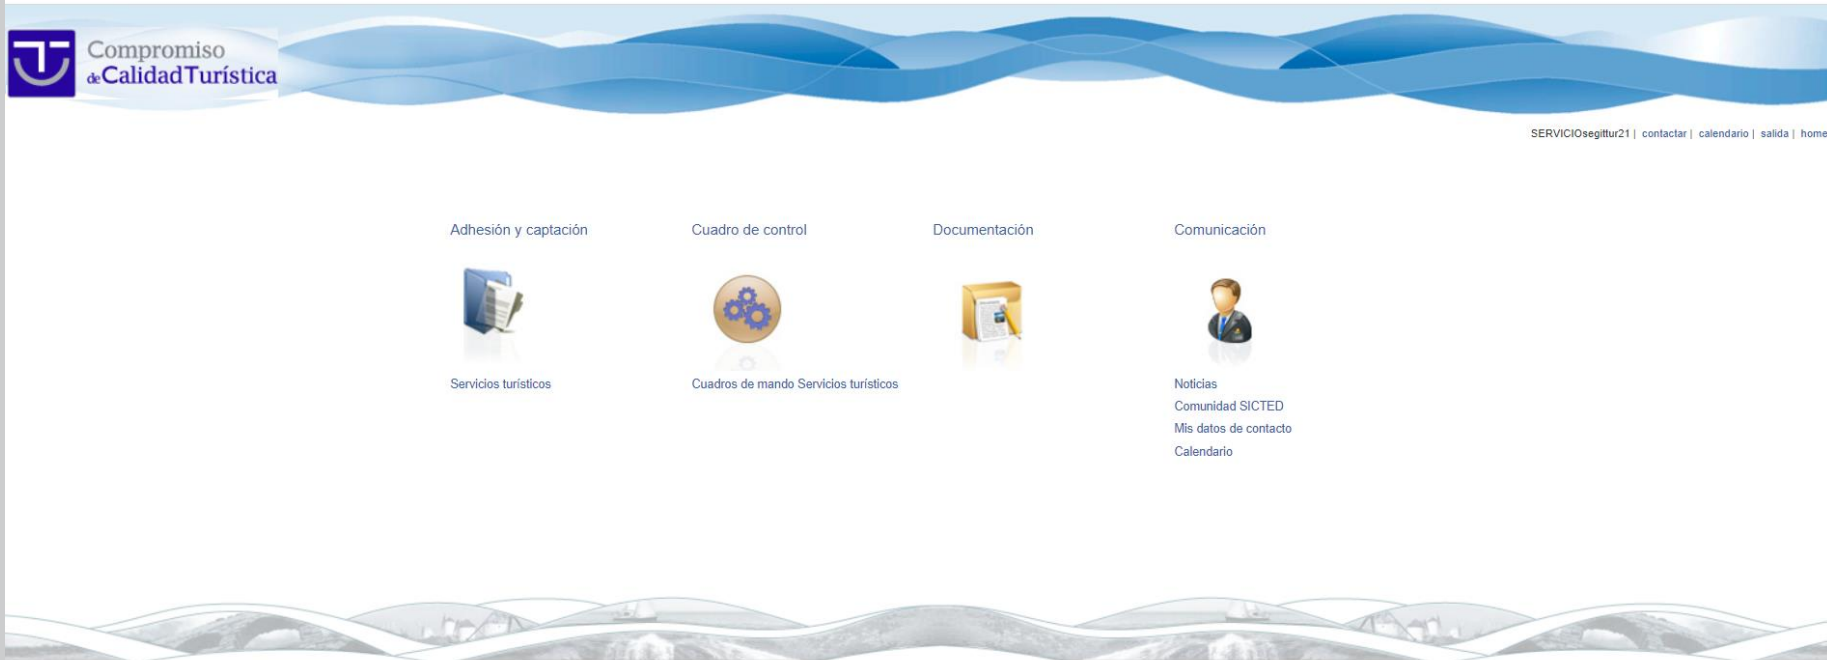 Compromiso
de Calidad Turística
SERVICIOsegittur21 | contactar | calendario | salida | home
Adhesión y captación
Cuadro de control
Documentación
Comunicación
Servicios turísticos
Cuadros de mando Servicios turísticos
Noticias
Comunidad SICTED
Mis datos de contacto
Calendario